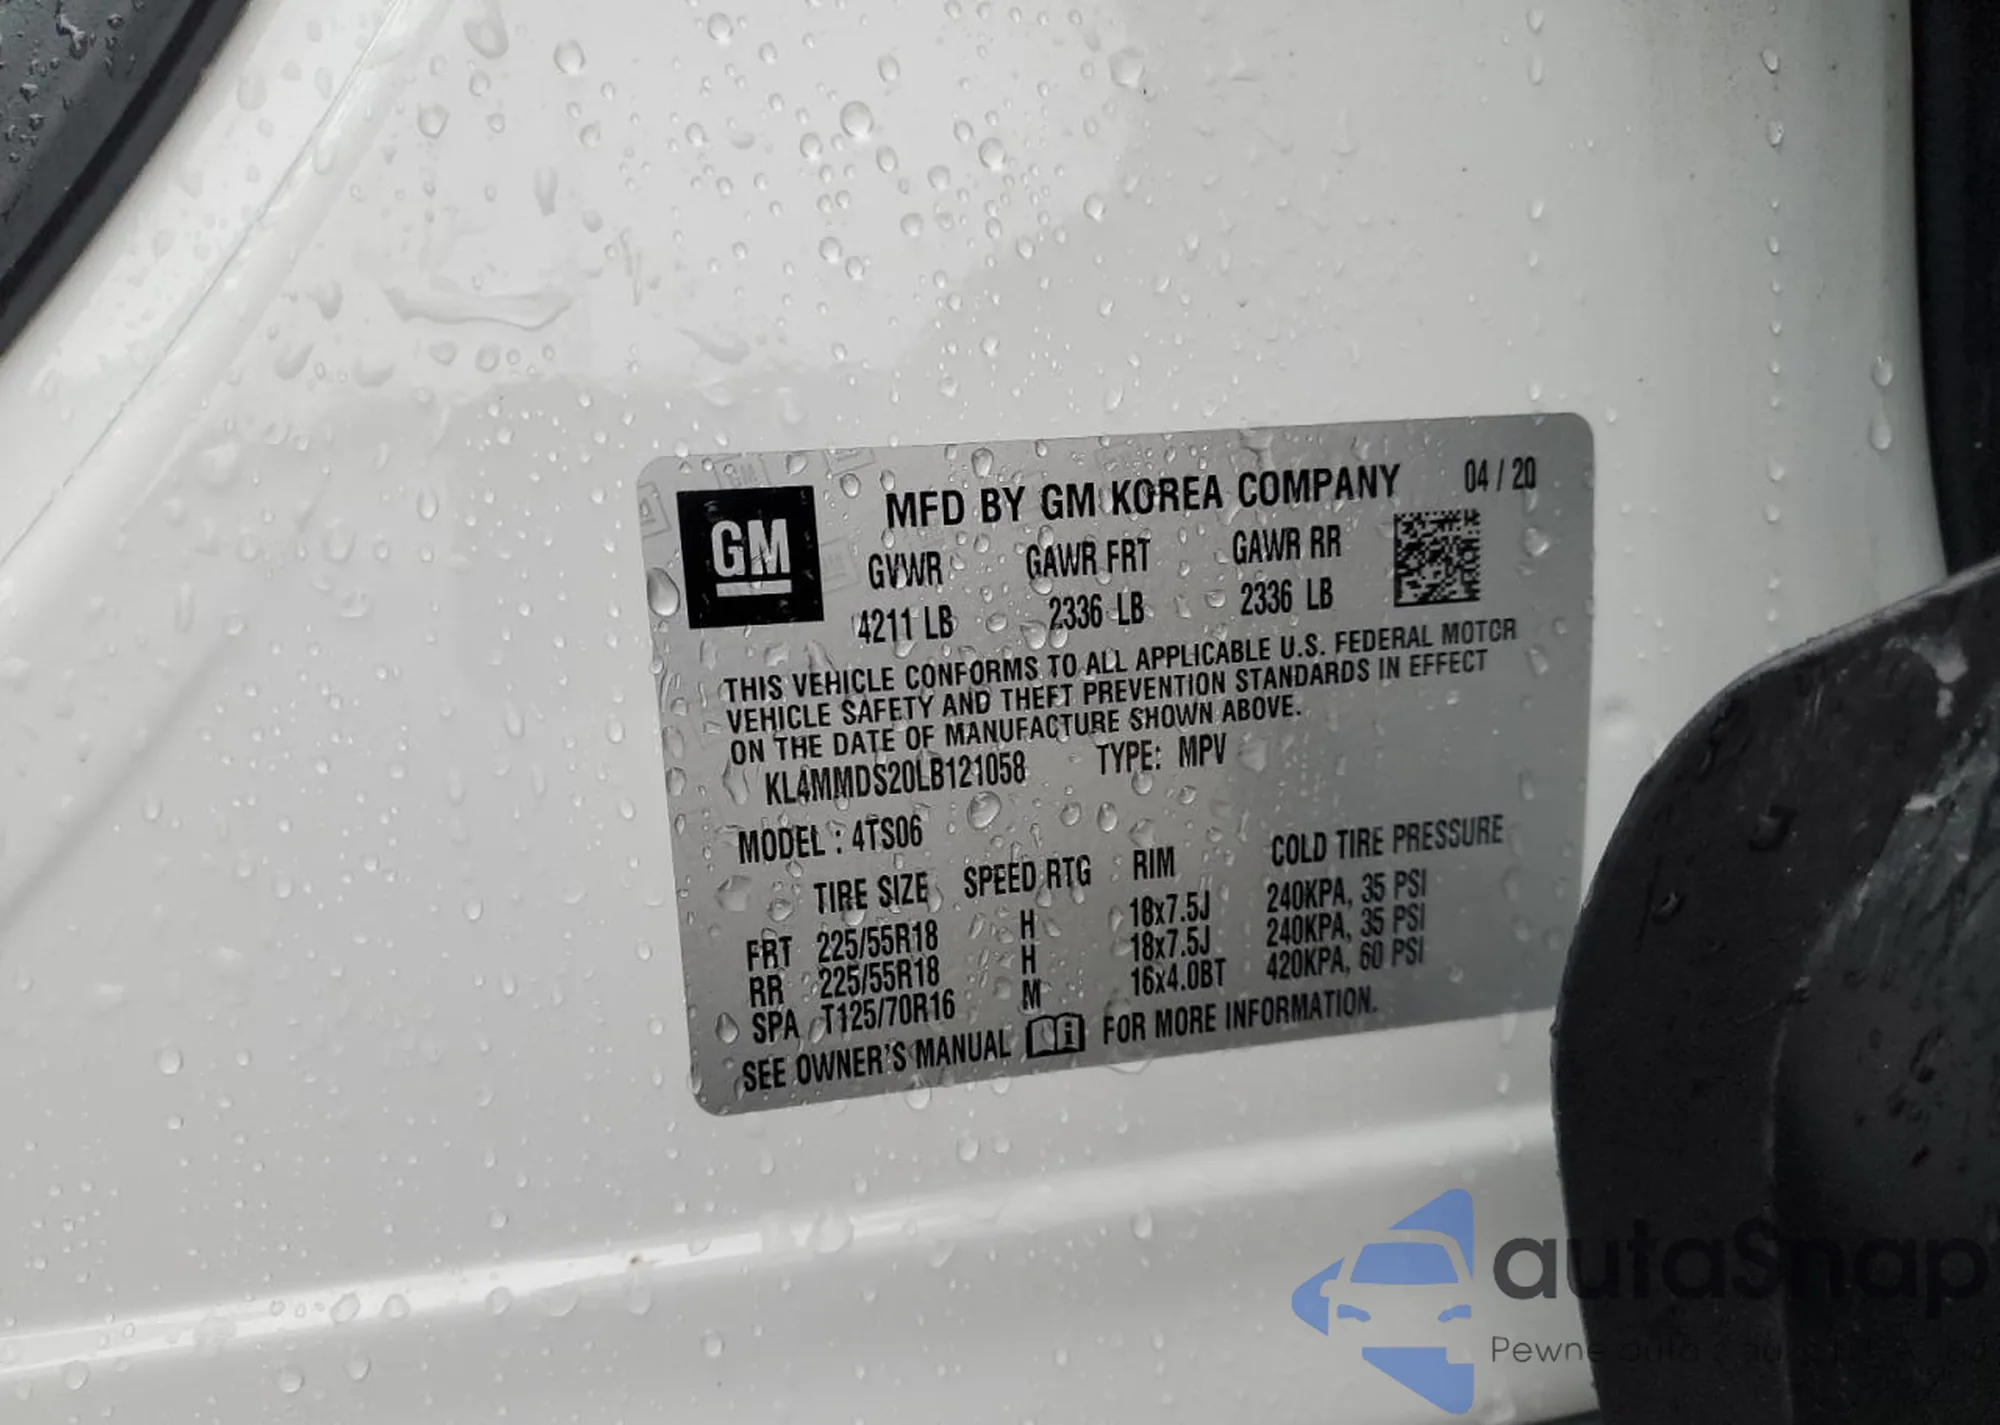 MFD BY GM KOREA COMPANY 04 / 20
GM
GVWR GAWR FRT GAWR RR
4211 LB 2336 LB 2336 LB
THIS VEHICLE CONFORMS TO ALL APPLICABLE U.S. FEDERAL MOTOR
VEHICLE SAFETY AND THEFT PREVENTION STANDARDS IN EFFECT
ON THE DATE OF MANUFACTURE SHOWN ABOVE.
KL4MMDS20LB121058 TYPE: MPV
MODEL : 4TS06
TIRE SIZE SPEED RTG RIM COLD TIRE PRESSURE
FRT 225/55R18 H 18x7.5J 240KPA, 35 PSI
RR 225/55R18 H 18x7.5J 240KPA, 35 PSI
SPA T125/70R16 M 16x4.0BT 420KPA, 60 PSI
SEE OWNER'S MANUAL FOR MORE INFORMATION.
autaSnap
Pewne auta z